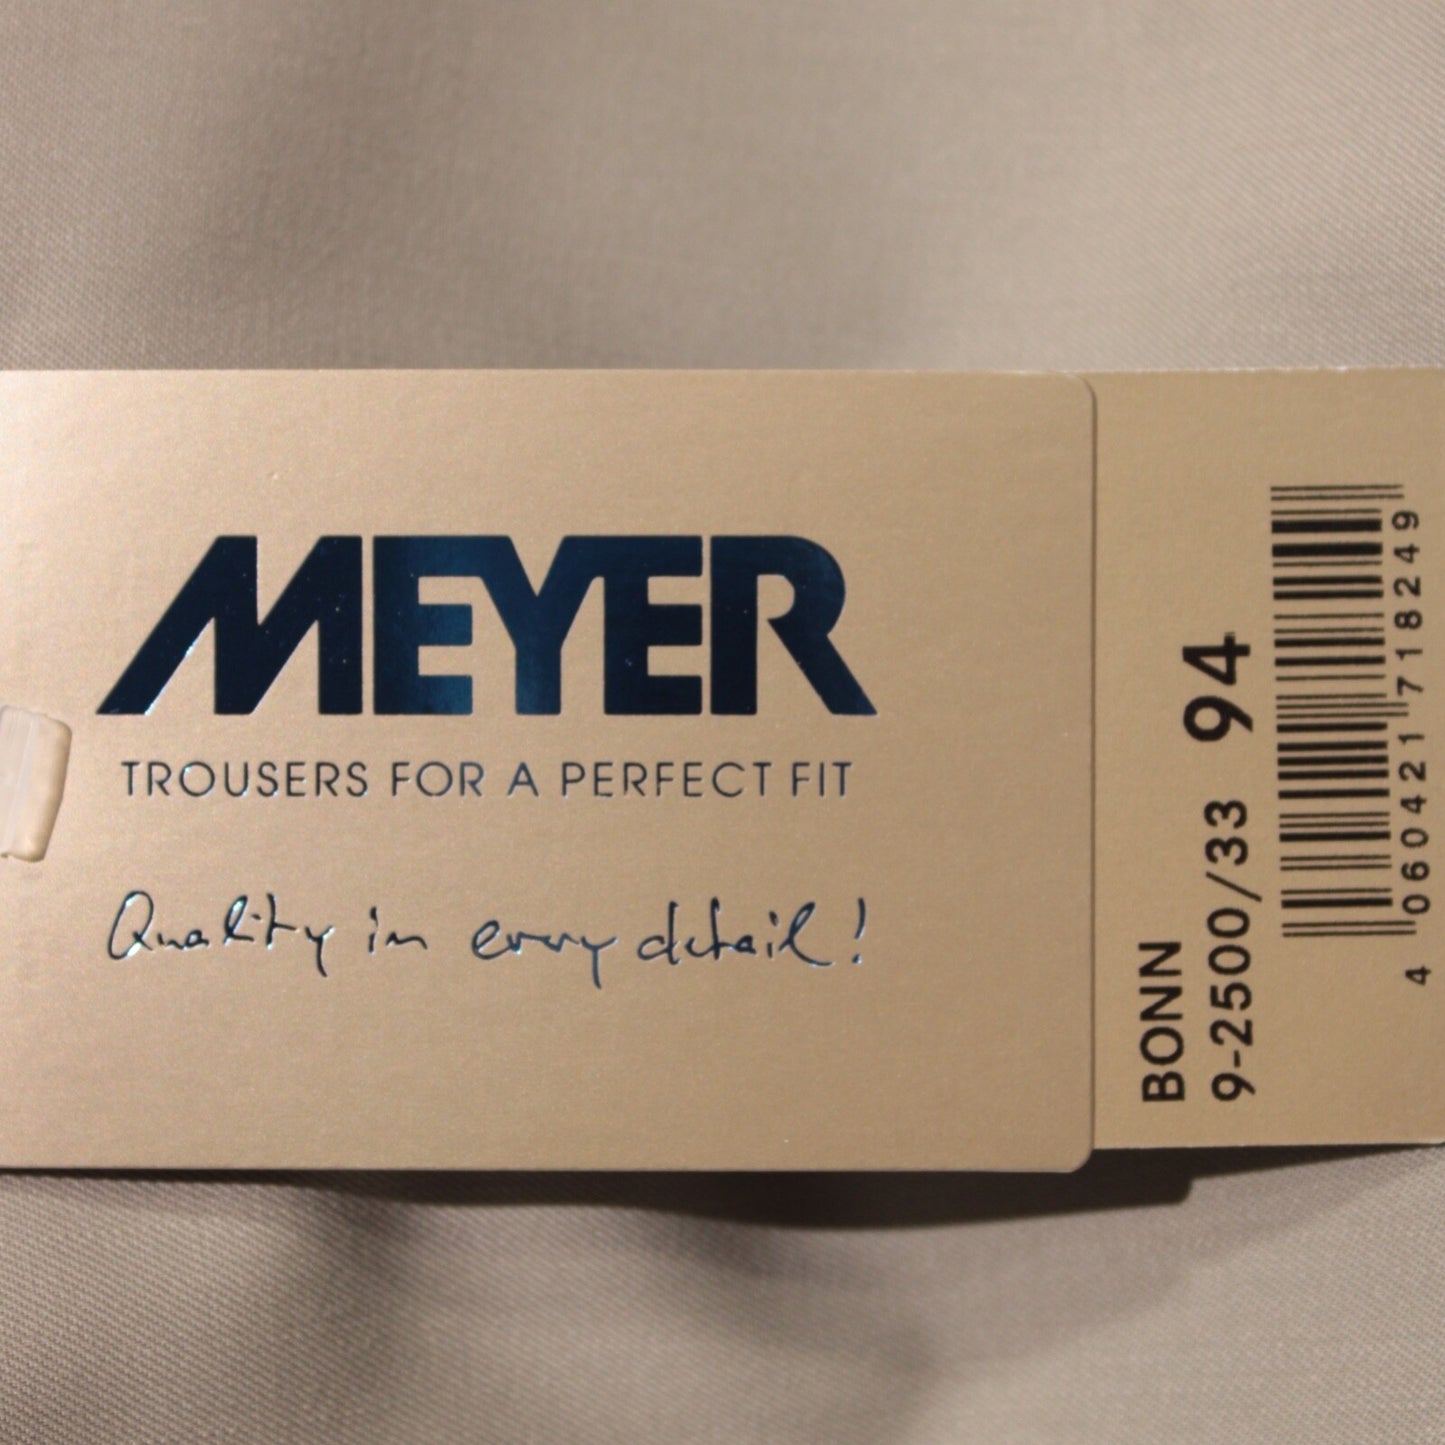 MEYER
TROUSERS FOR A PERFECT FIT
Quality in every detail!
BONN
9-2500/33 94
4 060421 718249